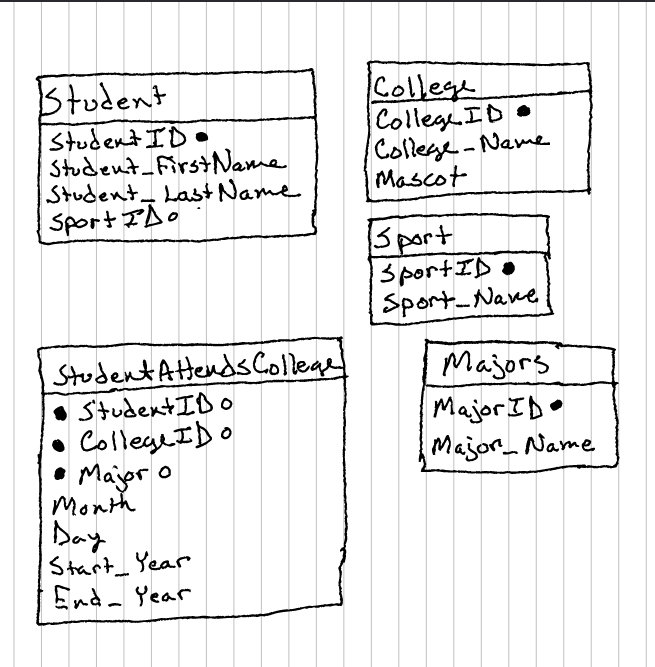 Student
StudentID
Student_FirstName
Student_LastName
SportID
College
CollegeID
College_Name
Mascot
Sport
SportID
Sport_Name
StudentAttendsCollege
StudentID
CollegeID
Major
Month
Day
Start_Year
End_Year
Majors
MajorID
Major_Name